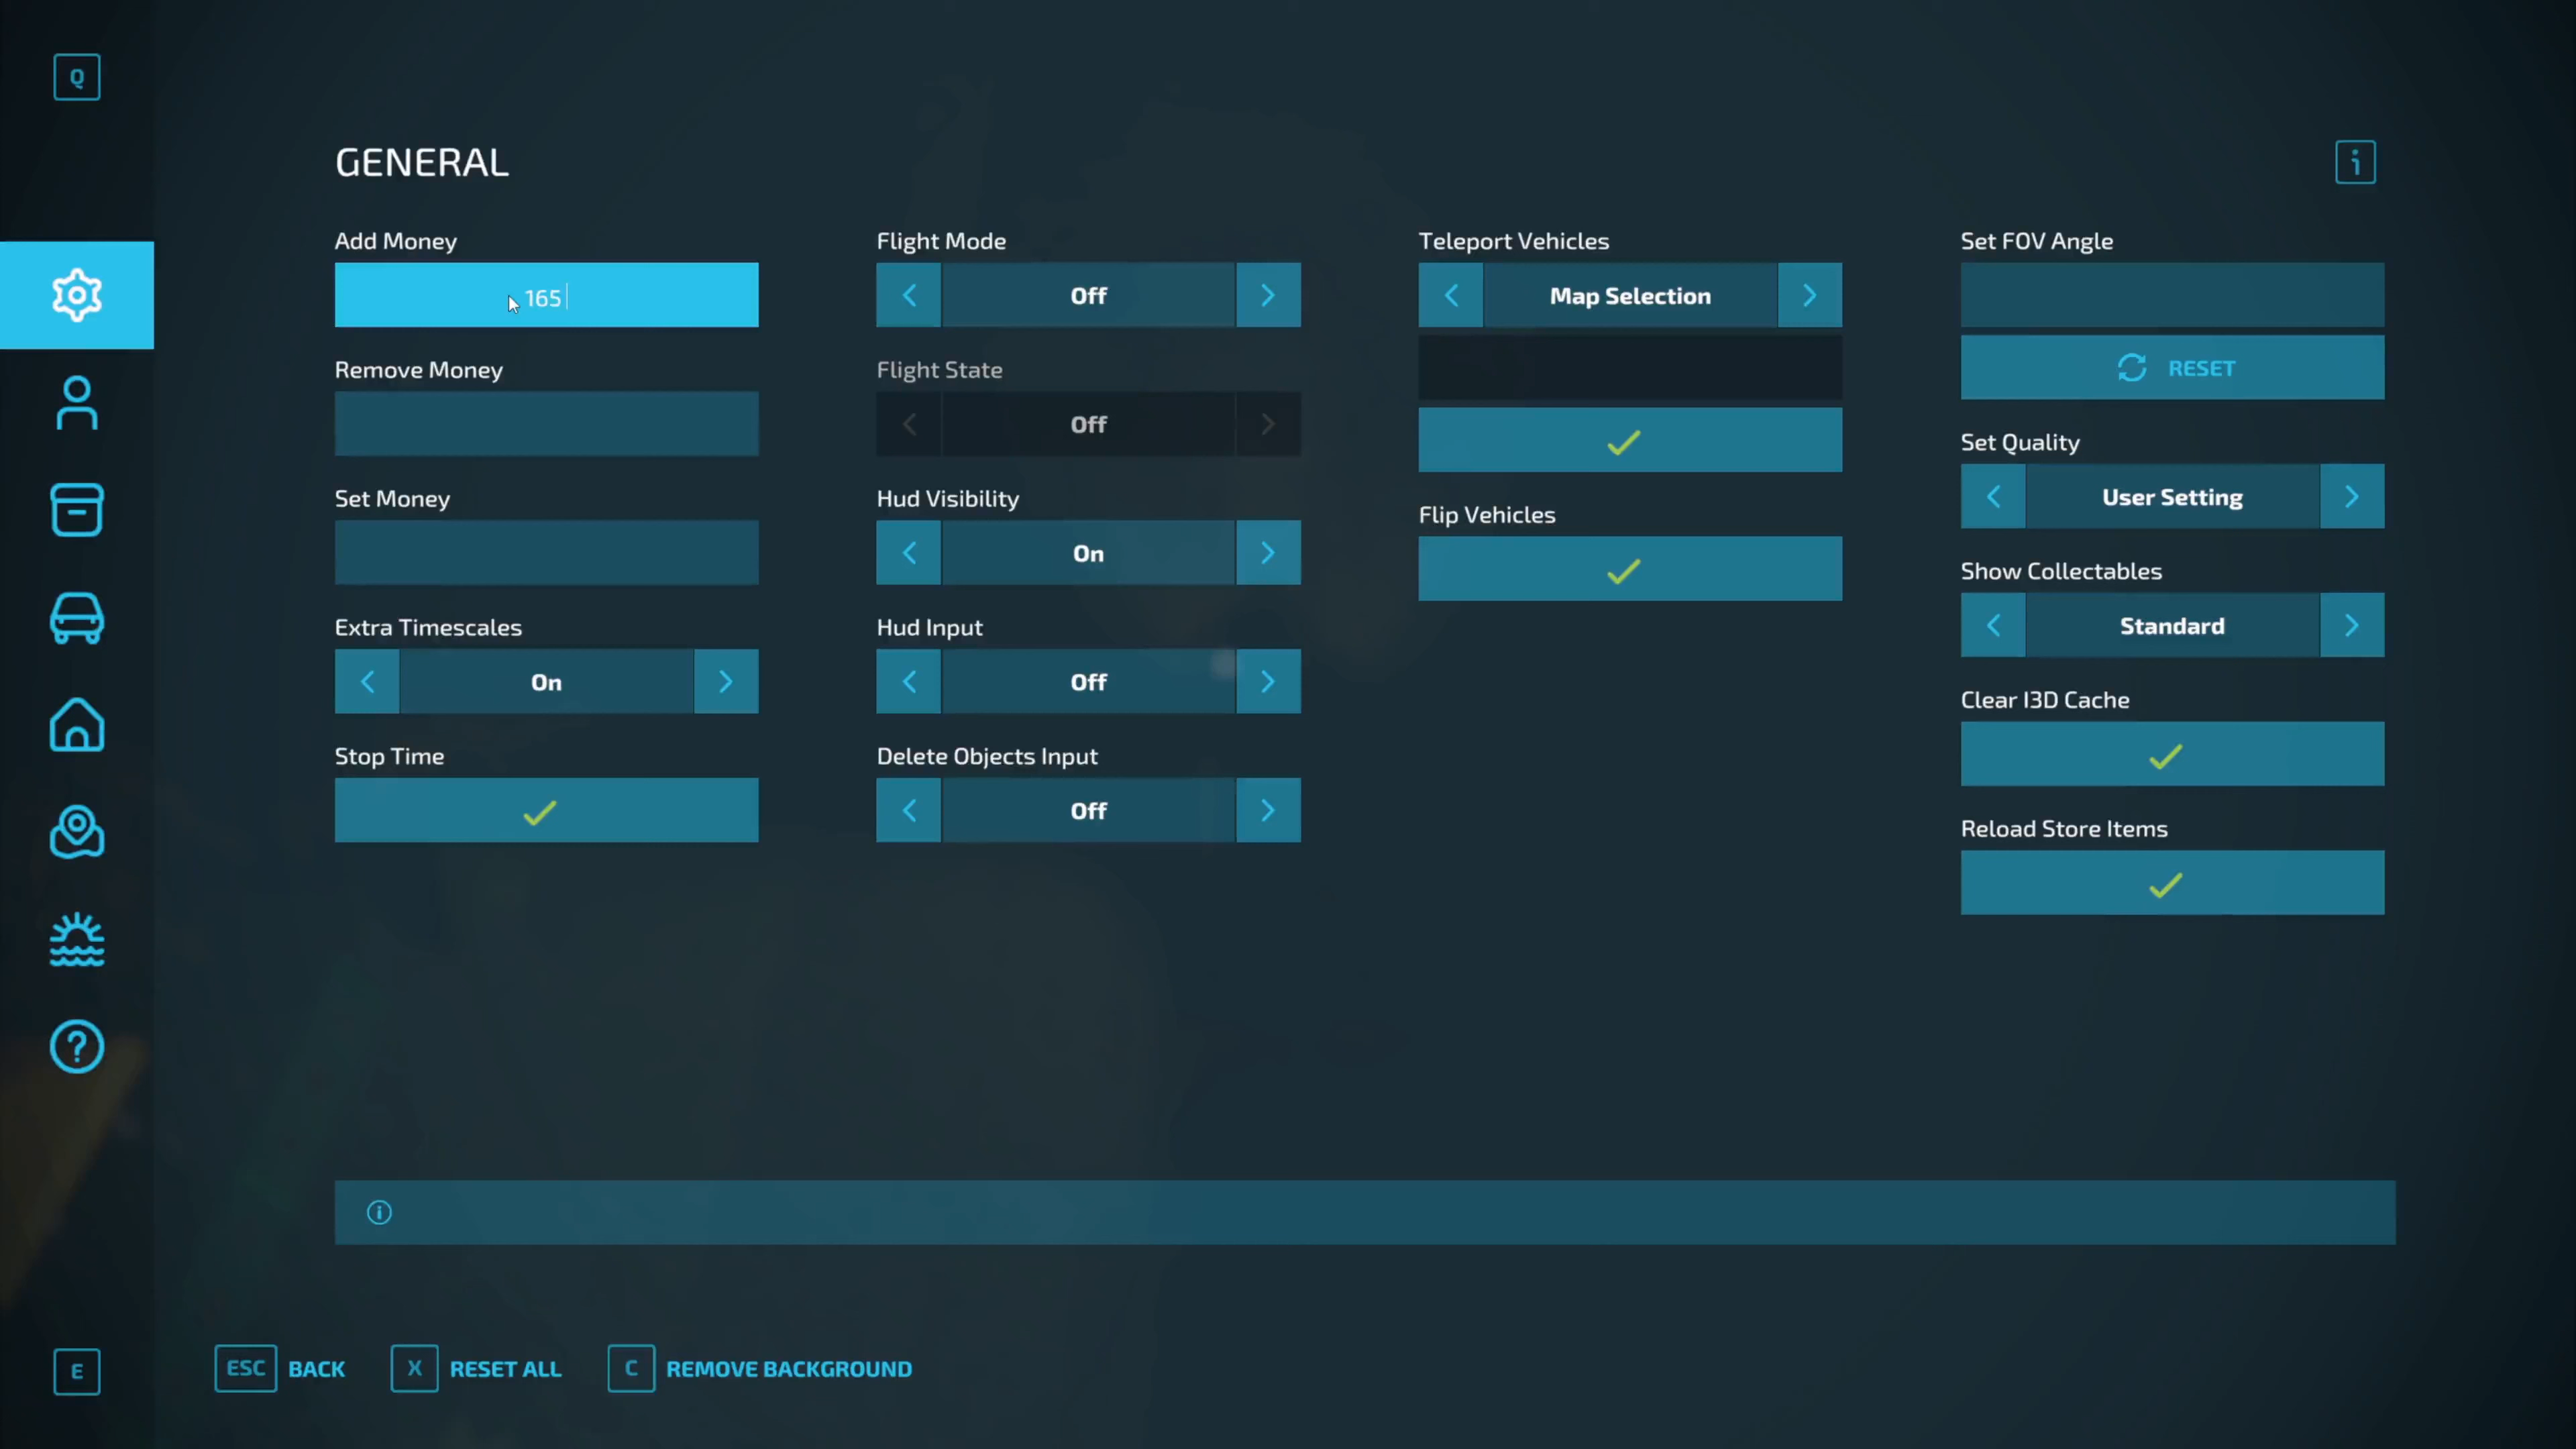 Q
GENERAL
Add Money
165
Remove Money
Set Money
Extra Timescales
On
Stop Time
Flight Mode
Off
Flight State
Off
Hud Visibility
On
Hud Input
Off
Delete Objects Input
Off
Teleport Vehicles
Map Selection
Flip Vehicles
Set FOV Angle
RESET
Set Quality
User Setting
Show Collectables
Standard
Clear I3D Cache
Reload Store Items
E
ESC BACK X RESET ALL C REMOVE BACKGROUND